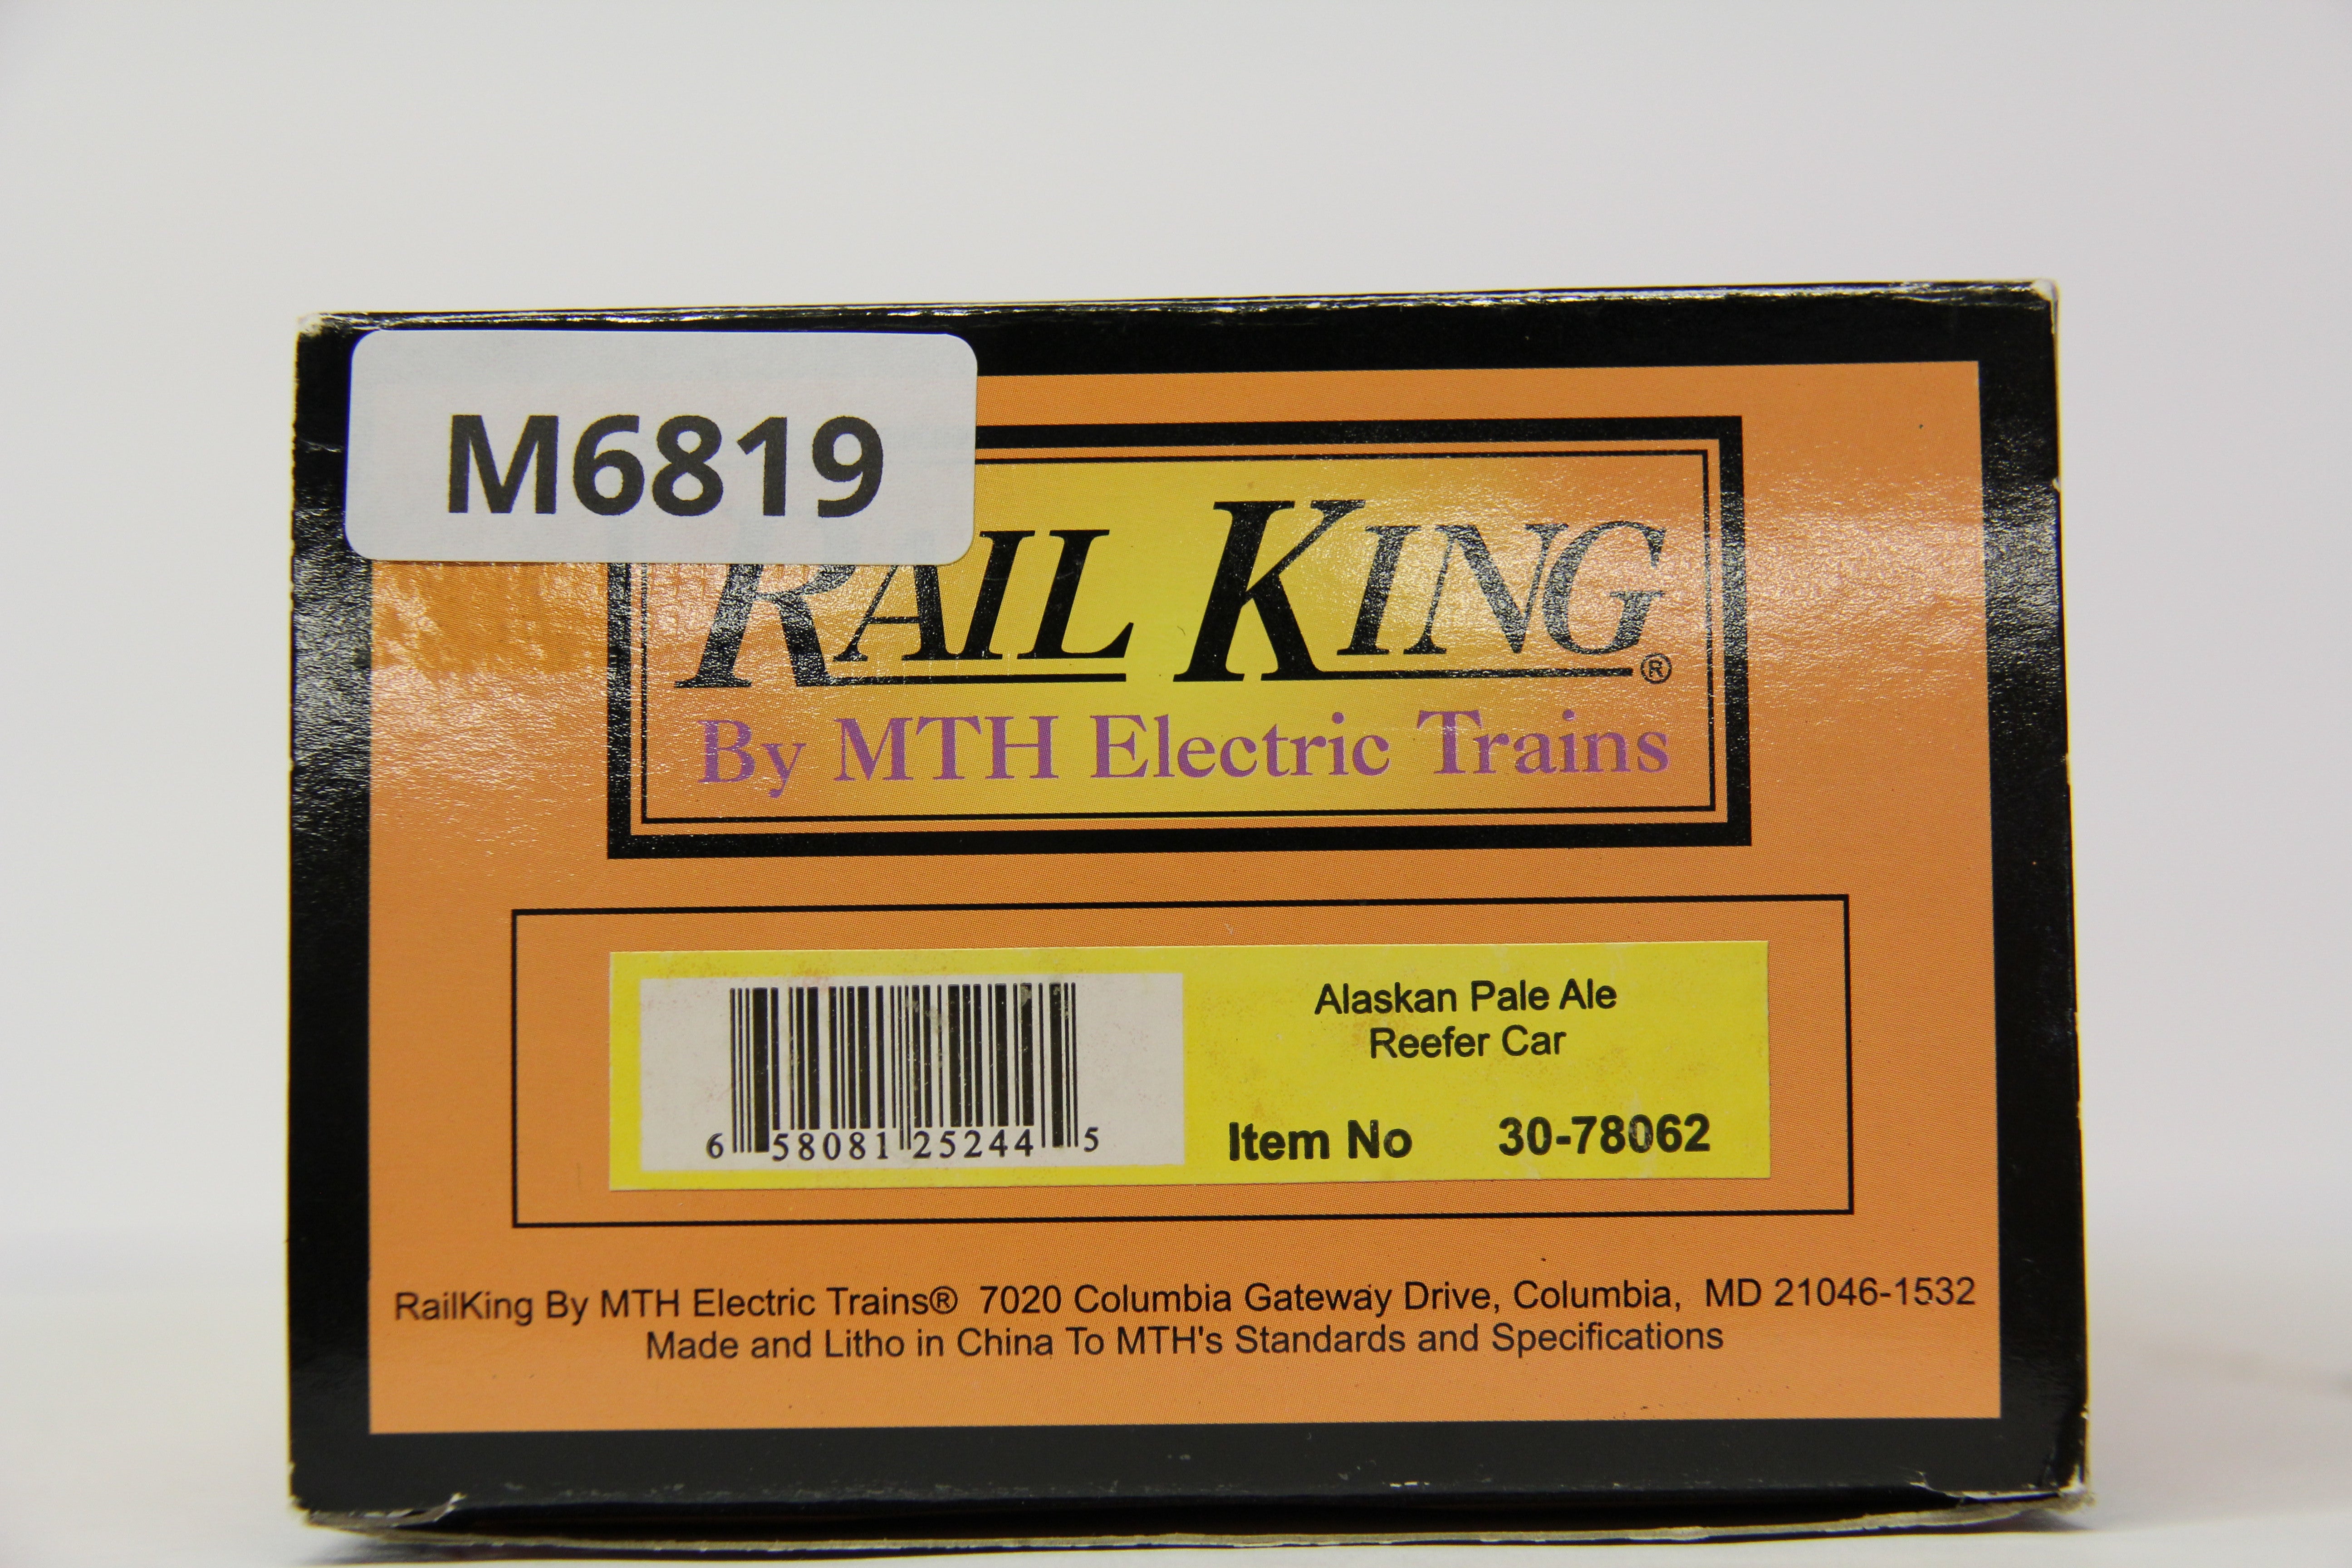 M6819
RAIL KING®
By MTH Electric Trains
Alaskan Pale Ale
Reefer Car
6 58081 25244 5
Item No 30-78062
RailKing By MTH Electric Trains® 7020 Columbia Gateway Drive, Columbia, MD 21046-1532
Made and Litho in China To MTH's Standards and Specifications